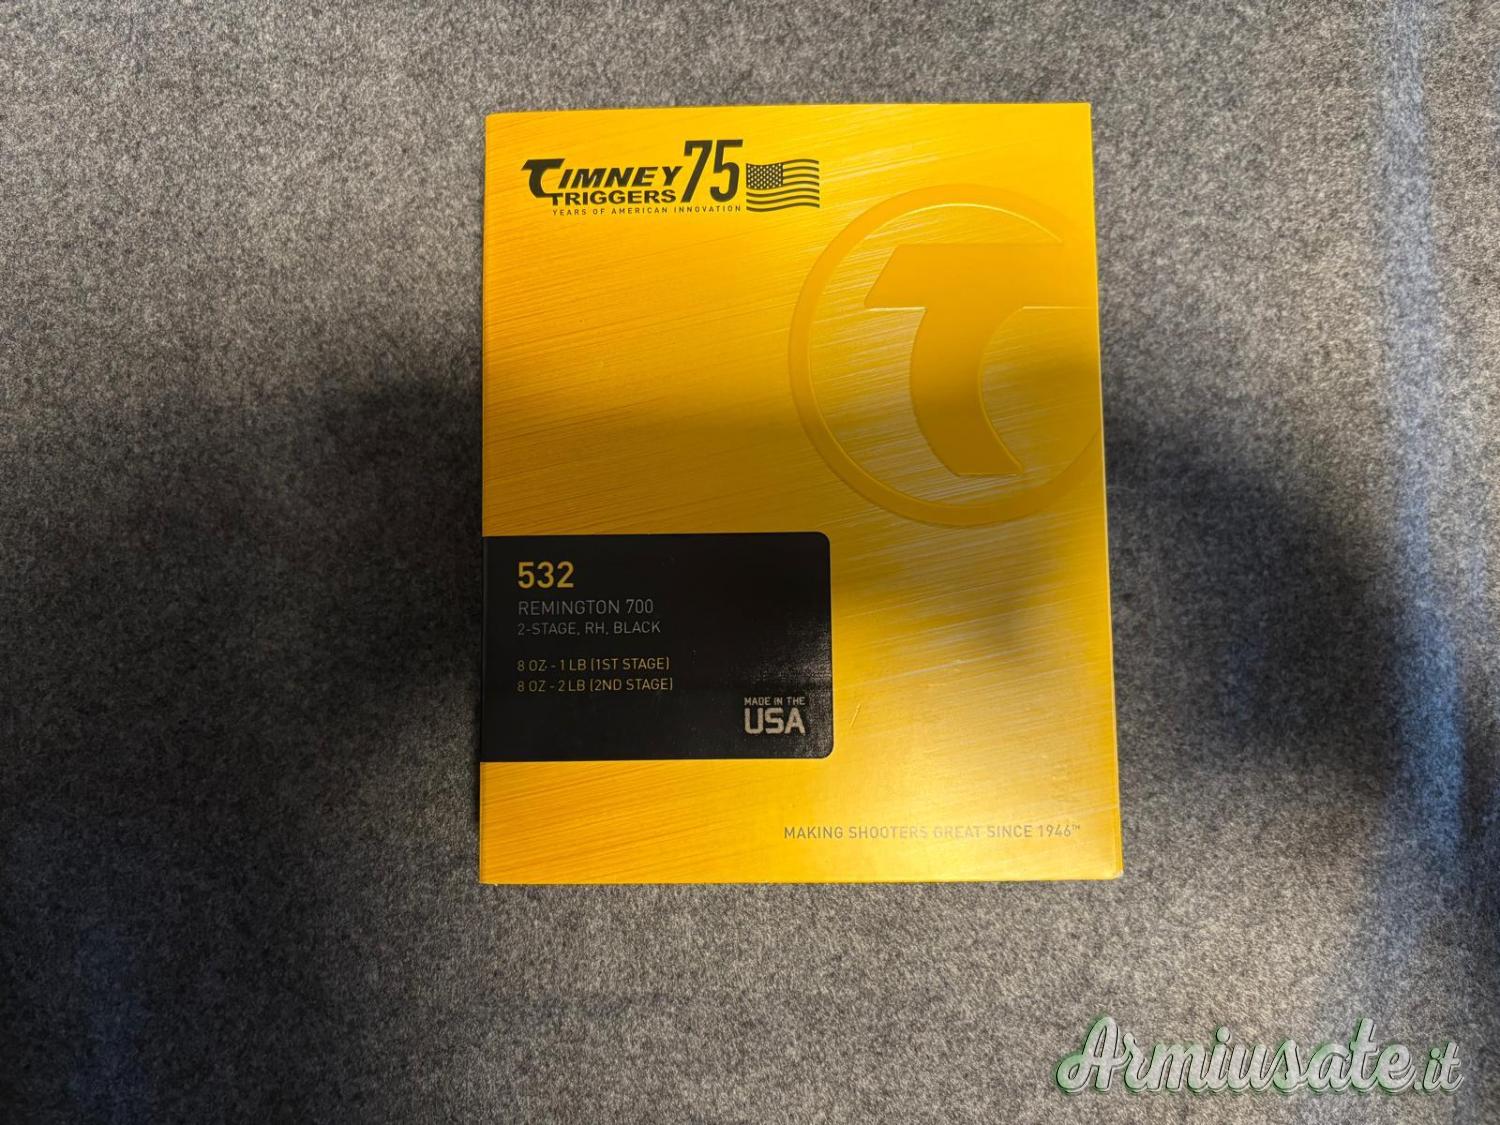 TIMNEY 75
TRIGGERS
YEARS OF AMERICAN INNOVATION
532
REMINGTON 700
2-STAGE, RH, BLACK
8 OZ - 1 LB (1ST STAGE)
8 OZ - 2 LB (2ND STAGE)
MADE IN THE
USA
MAKING SHOOTERS GREAT SINCE 1946™
Armiusate.it